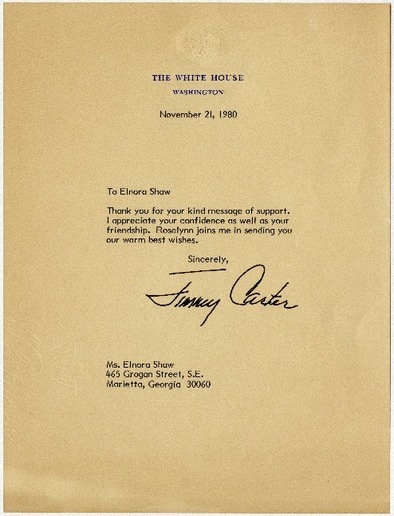 THE WHITE HOUSE
WASHINGTON
November 21, 1980
To Elnora Shaw
Thank you for your kind message of support.
I appreciate your confidence as well as your
friendship. Rosalynn joins me in sending you
our warm best wishes.
Sincerely,
Jimmy Carter
Ms. Elnora Shaw
465 Grogan Street, S.E.
Marietta, Georgia 30060